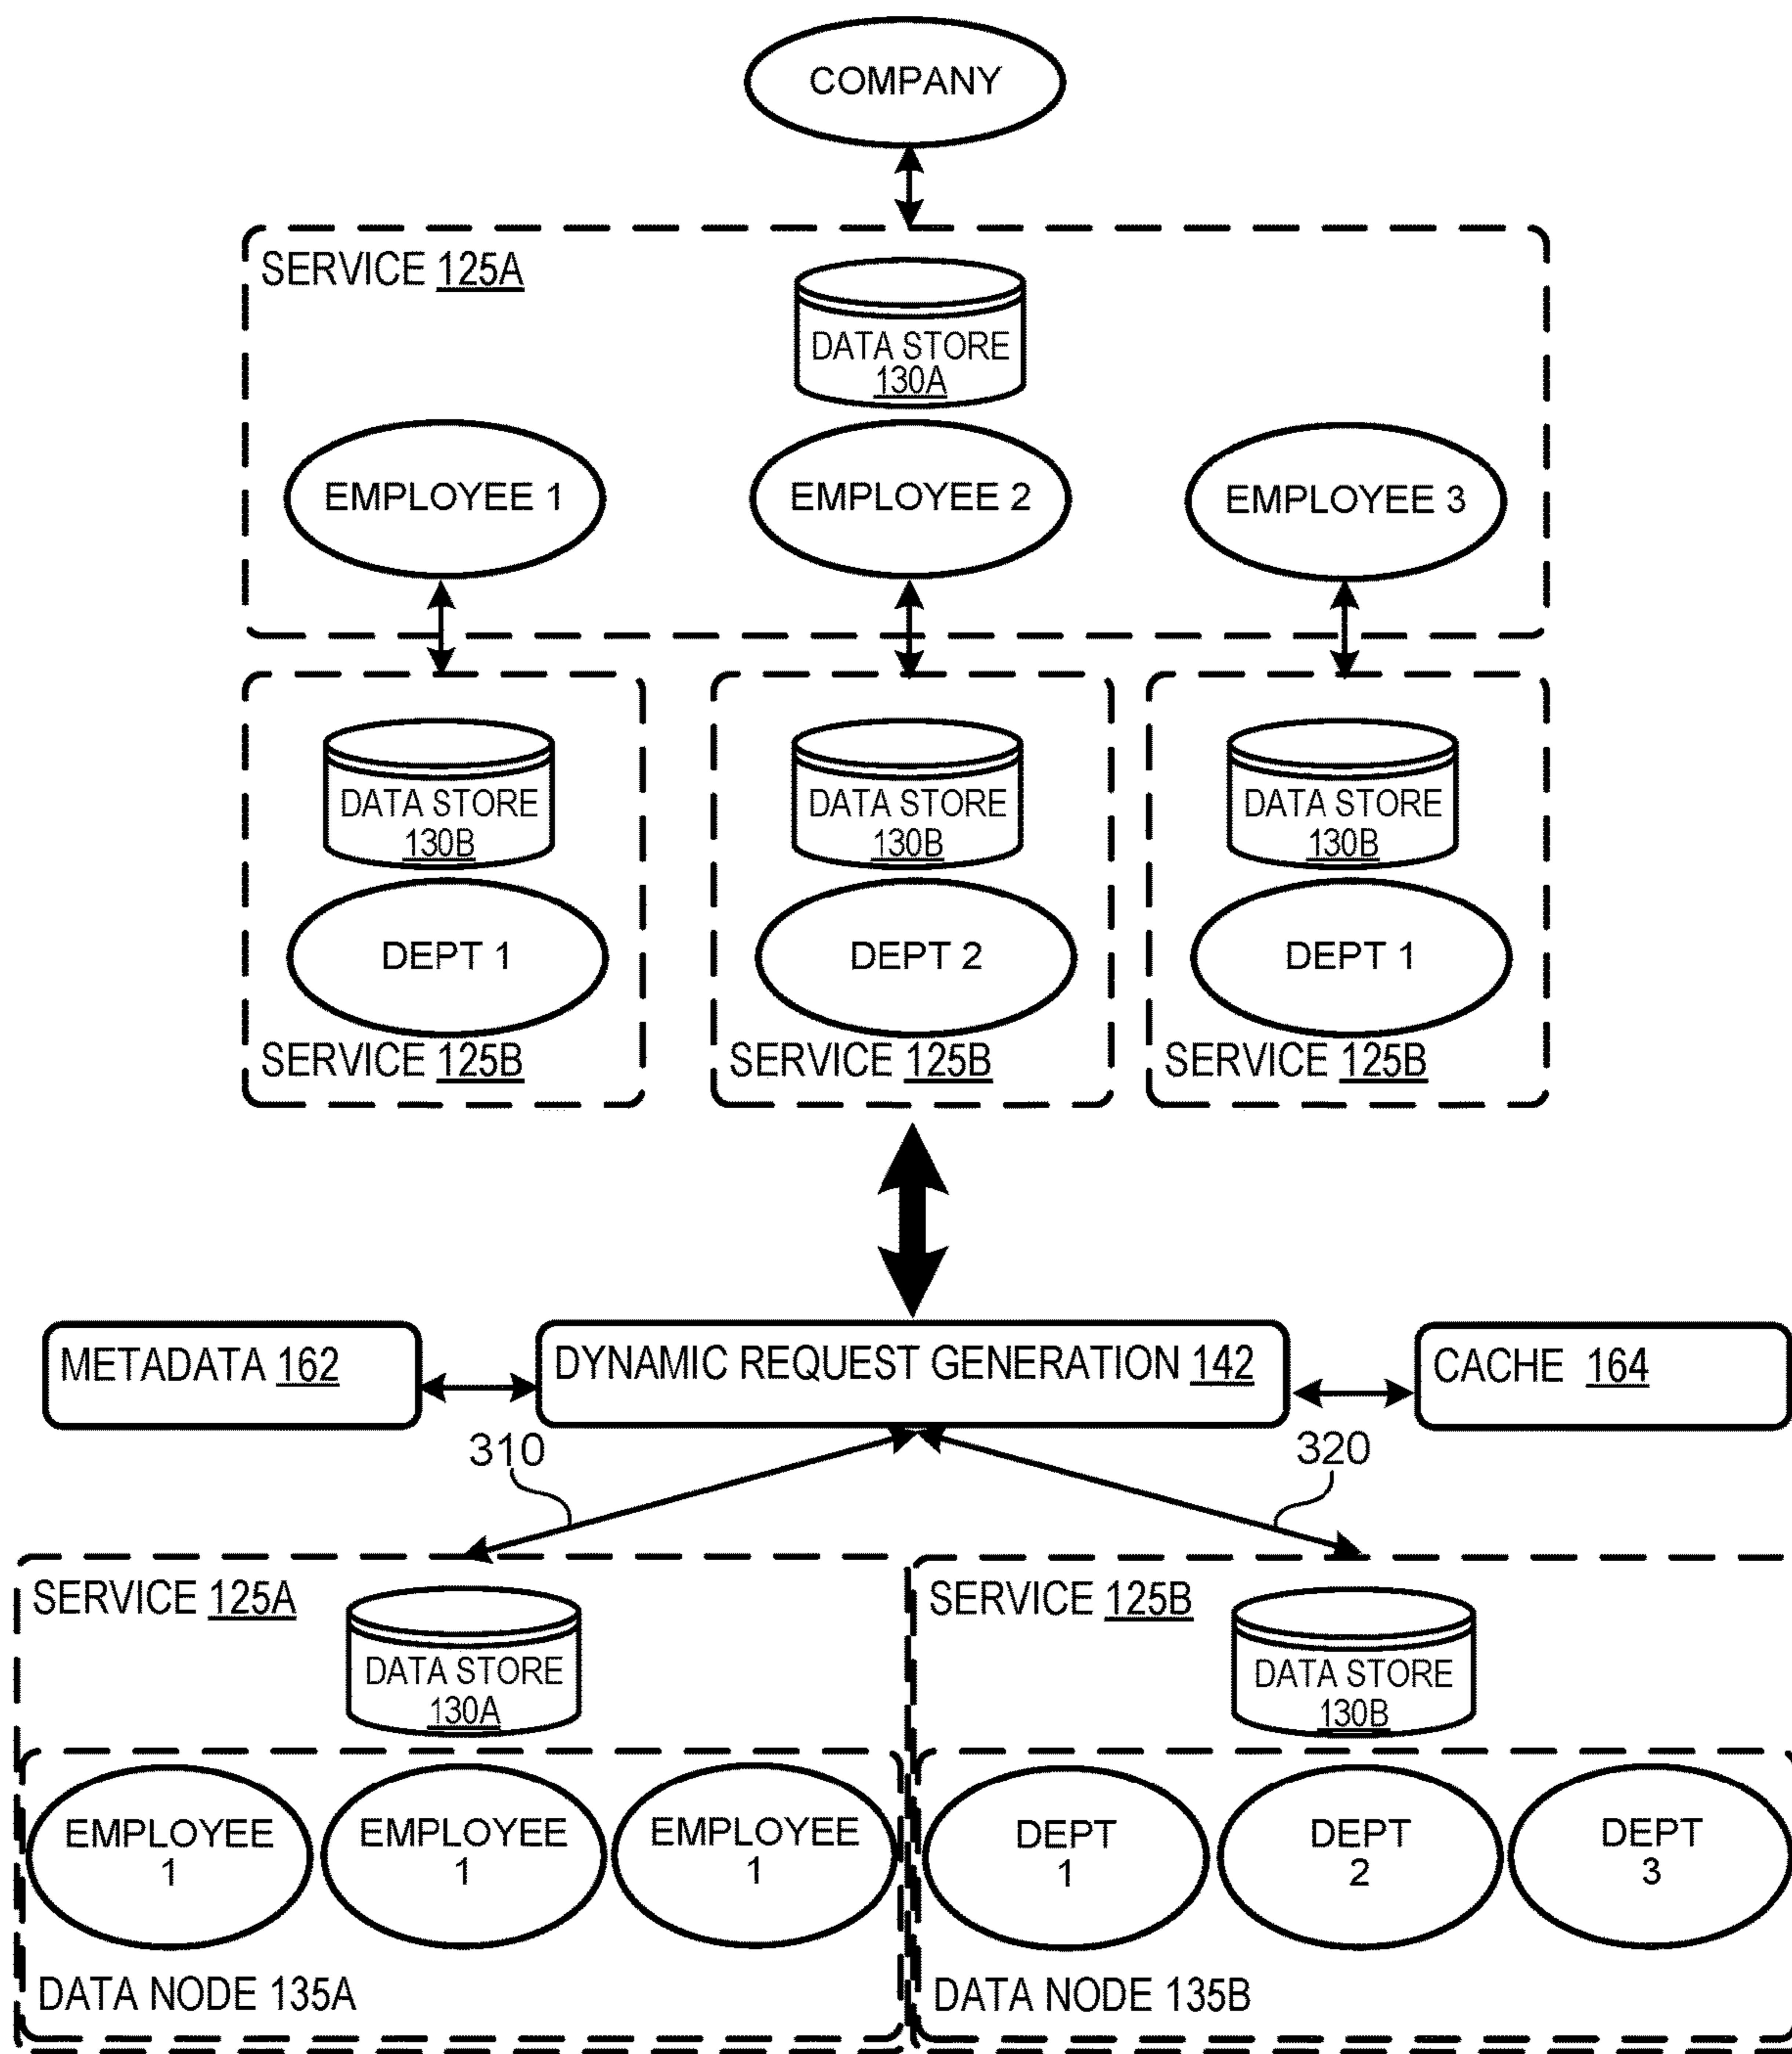 COMPANY
SERVICE 125A
DATA STORE
130A
EMPLOYEE 1
EMPLOYEE 2
EMPLOYEE 3
DATA STORE
130B
DATA STORE
130B
DATA STORE
130B
DEPT 1
DEPT 2
DEPT 1
SERVICE 125B
SERVICE 125B
SERVICE 125B
METADATA 162
DYNAMIC REQUEST GENERATION 142
CACHE 164
310
320
SERVICE 125A
DATA STORE
130A
SERVICE 125B
DATA STORE
130B
EMPLOYEE
1
EMPLOYEE
1
EMPLOYEE
1
DEPT
1
DEPT
2
DEPT
3
DATA NODE 135A
DATA NODE 135B